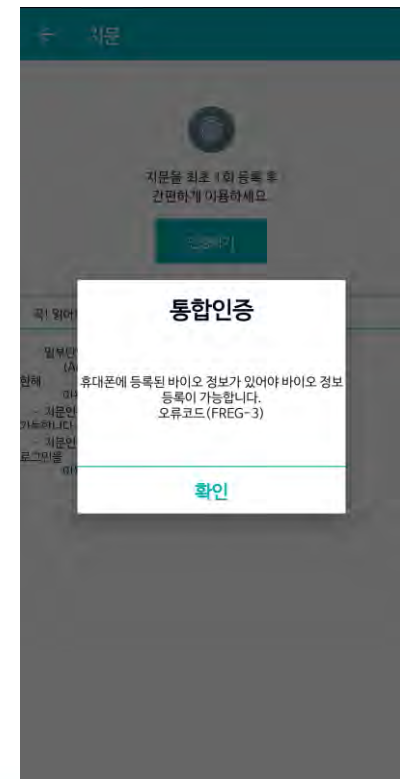 지문
지문을 최초 1회 등록 후
간편하게 이용하세요
꼭! 읽어
통합인증
휴대폰에 등록된 바이오 정보가 있어야 바이오 정보
등록이 가능합니다.
오류코드(FREG-3)
확인